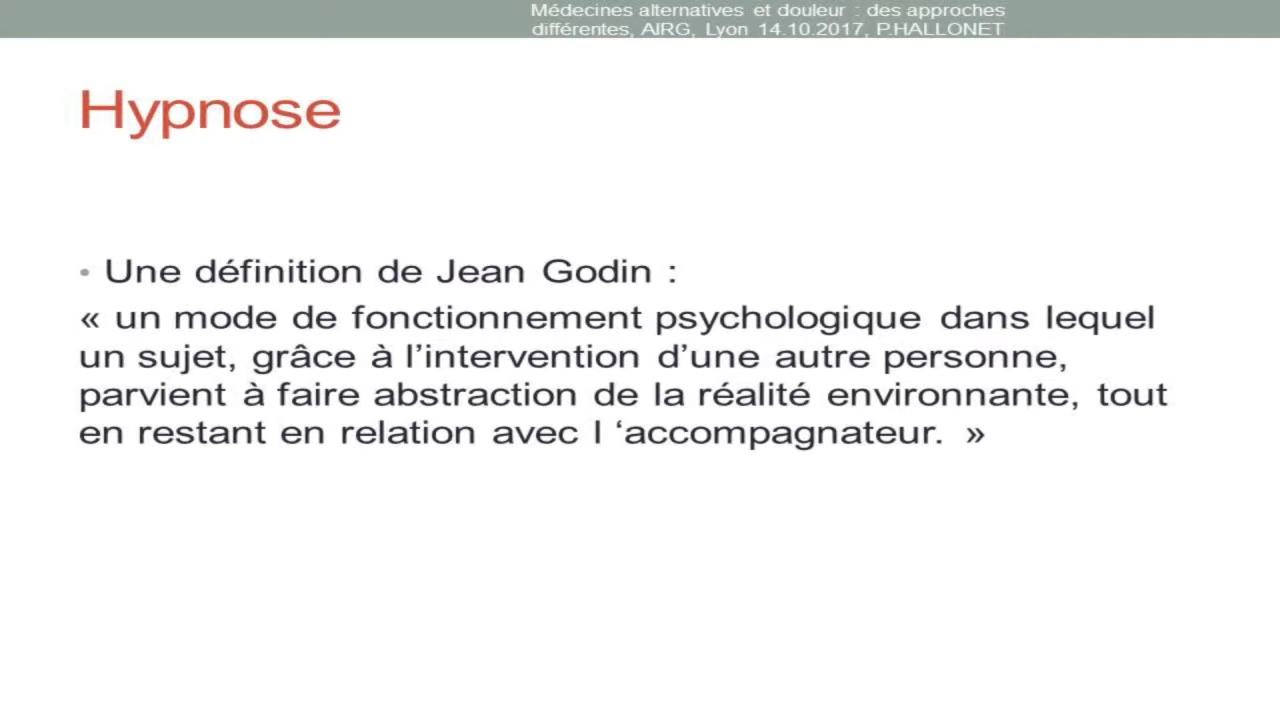 Médecines alternatives et douleur : des approches
différentes, AIRG, Lyon 14.10.2017, P.HALLONET
Hypnose
• Une définition de Jean Godin :
« un mode de fonctionnement psychologique dans lequel
un sujet, grâce à l’intervention d’une autre personne,
parvient à faire abstraction de la réalité environnante, tout
en restant en relation avec l ‘accompagnateur. »